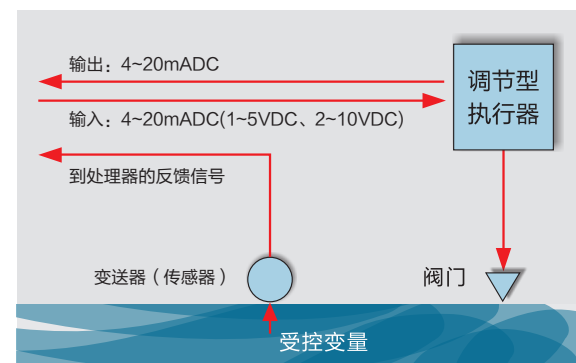 输出：4~20mADC
调节型
执行器
输入：4~20mADC(1~5VDC、2~10VDC)
到处理器的反馈信号
变送器（传感器）
阀门
受控变量